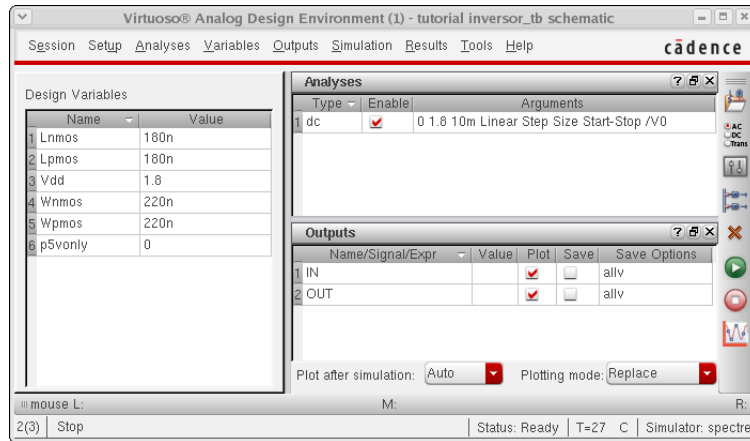 Virtuoso® Analog Design Environment (1) - tutorial inversor_tb schematic
Session Setup Analyses Variables Outputs Simulation Results Tools Help cādence
Design Variables
Name Value
1 Lnmos 180n
2 Lpmos 180n
3 Vdd 1.8
4 Wnmos 220n
5 Wpmos 220n
6 p5vonly 0
Analyses
Type Enable Arguments
1 dc 0 1.8 10m Linear Step Size Start-Stop /V0
Outputs
Name/Signal/Expr Value Plot Save Save Options
1 IN allv
2 OUT allv
Plot after simulation: Auto Plotting mode: Replace
AC
DC
Trans
mouse L: M: R:
2(3) Stop Status: Ready T=27 C Simulator: spectre